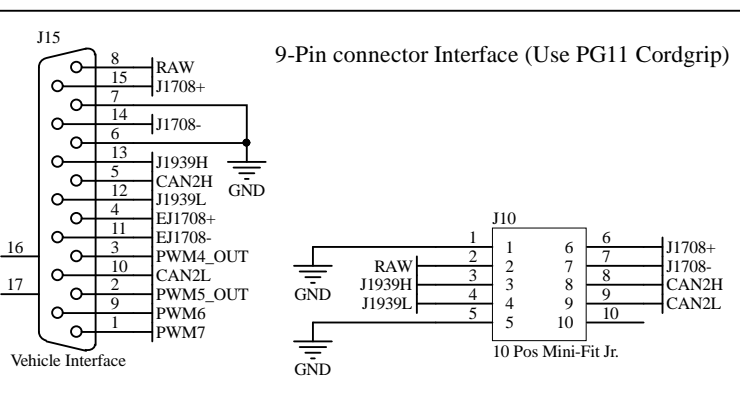 J15
9-Pin connector Interface (Use PG11 Cordgrip)
8 RAW
15 J1708+
7
14 J1708-
6
13 J1939H
5 CAN2H
12 J1939L
4 EJ1708+
11 EJ1708-
3 PWM4_OUT
10 CAN2L
2 PWM5_OUT
9 PWM6
1 PWM7
16
17
GND
Vehicle Interface
J10
1 1 6 6 J1708+
RAW 2 2 7 7 J1708-
J1939H 3 3 8 8 CAN2H
J1939L 4 4 9 9 CAN2L
5 5 10 10
GND
GND
10 Pos Mini-Fit Jr.